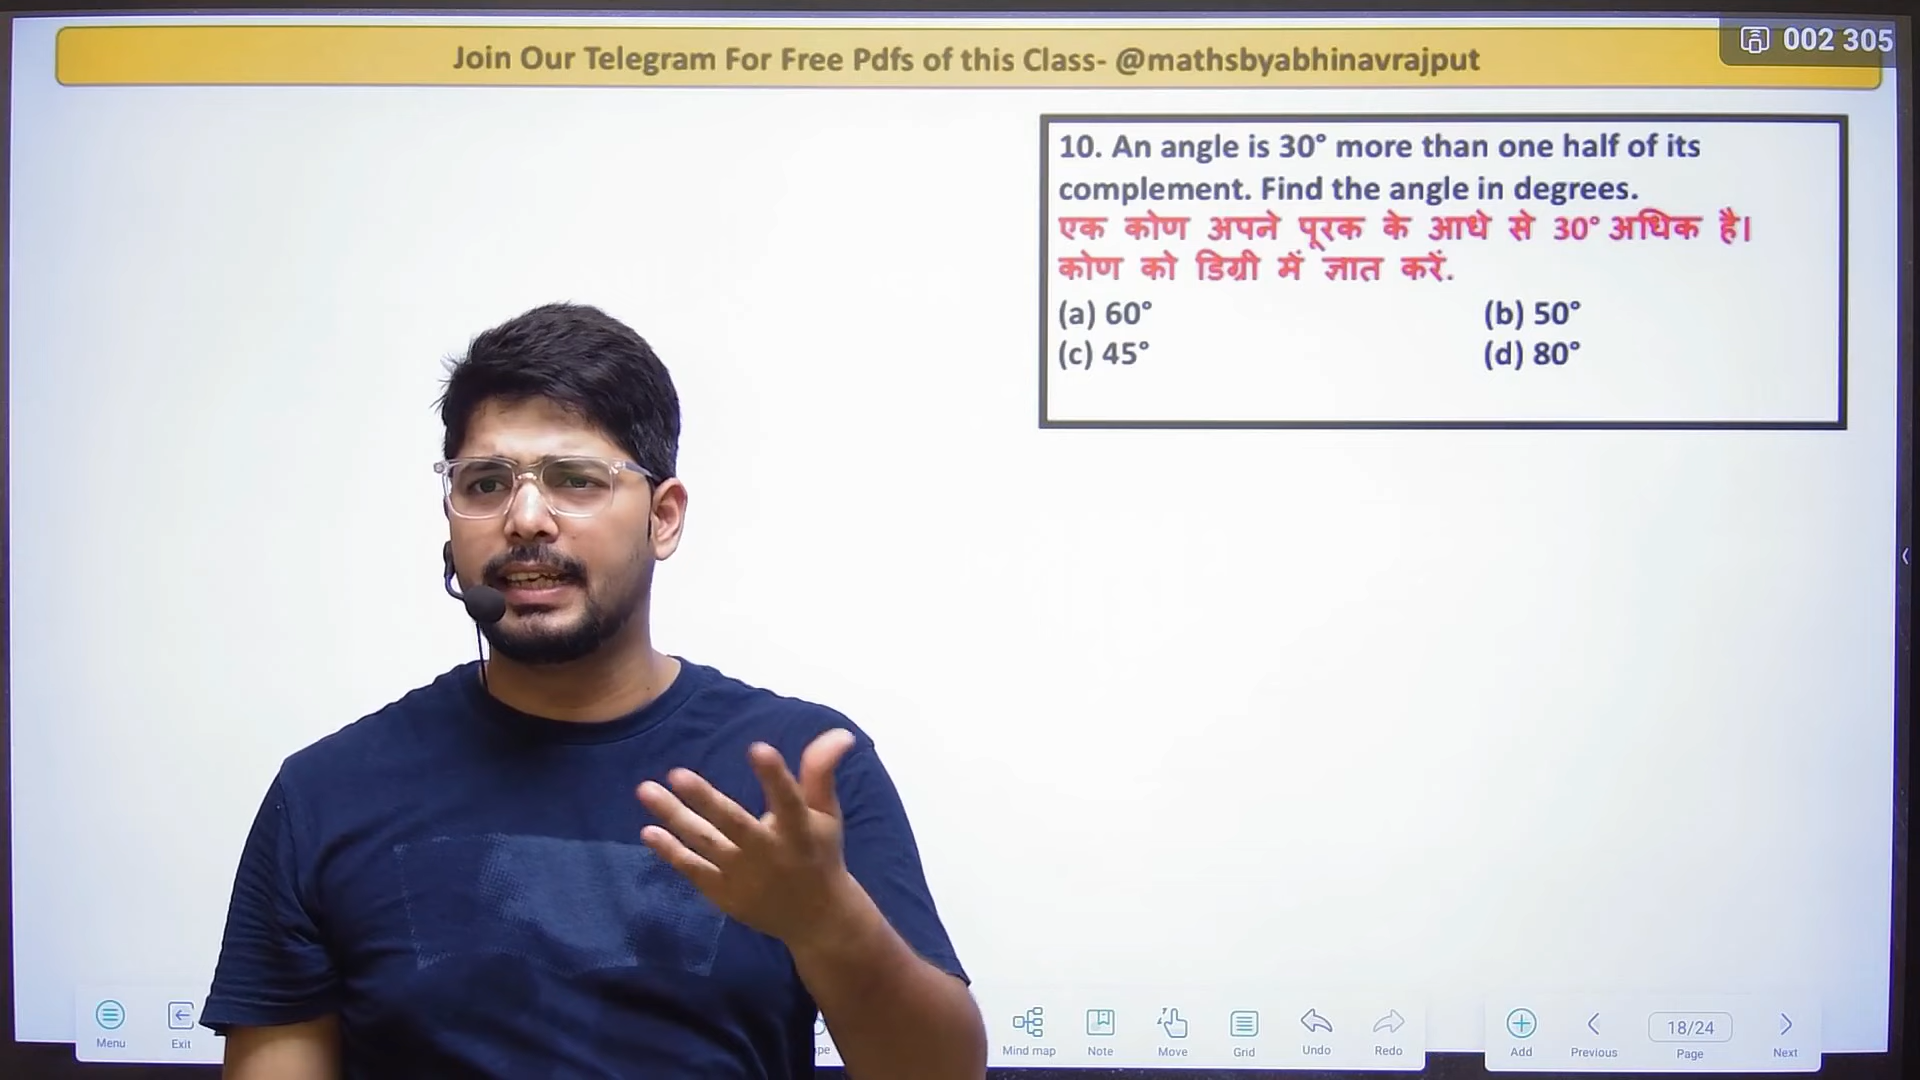 Join Our Telegram For Free Pdfs of this Class- @mathsbyabhinavrajput
002 305
10. An angle is 30° more than one half of its
complement. Find the angle in degrees.
एक कोण अपने पूरक के आधे से 30° अधिक है।
कोण को डिग्री में ज्ञात करें.
(a) 60° (b) 50°
(c) 45° (d) 80°
Menu Exit Mind map Note Move Grid Undo Redo Add Previous 18/24 Page Next